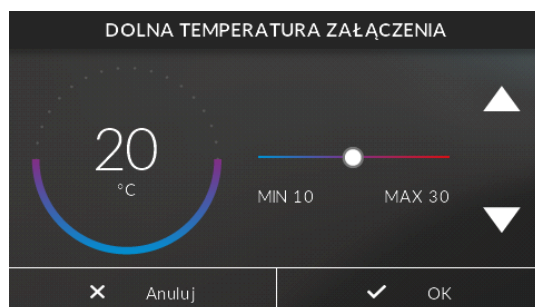 DOLNA TEMPERATURA ZAŁĄCZENIA
20
°C
MIN 10 MAX 30
Anuluj OK